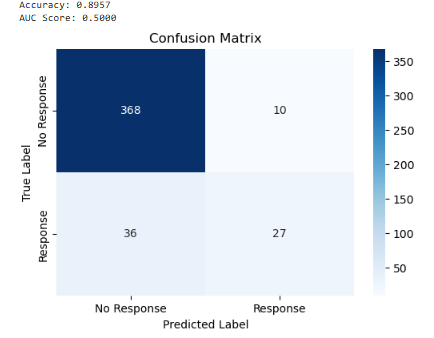 Accuracy: 0.8957
AUC Score: 0.5000
Confusion Matrix
True Label
No Response
368
10
Response
36
27
No Response
Response
Predicted Label
350
300
250
200
150
100
50